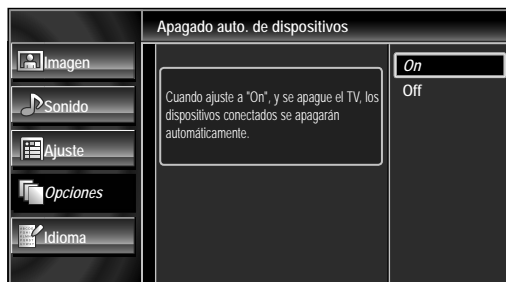 Apagado auto. de dispositivos
Imagen
Sonido
Ajuste
Opciones
Idioma
Cuando ajuste a "On", y se apague el TV, los
dispositivos conectados se apagarán
automáticamente.
On
Off